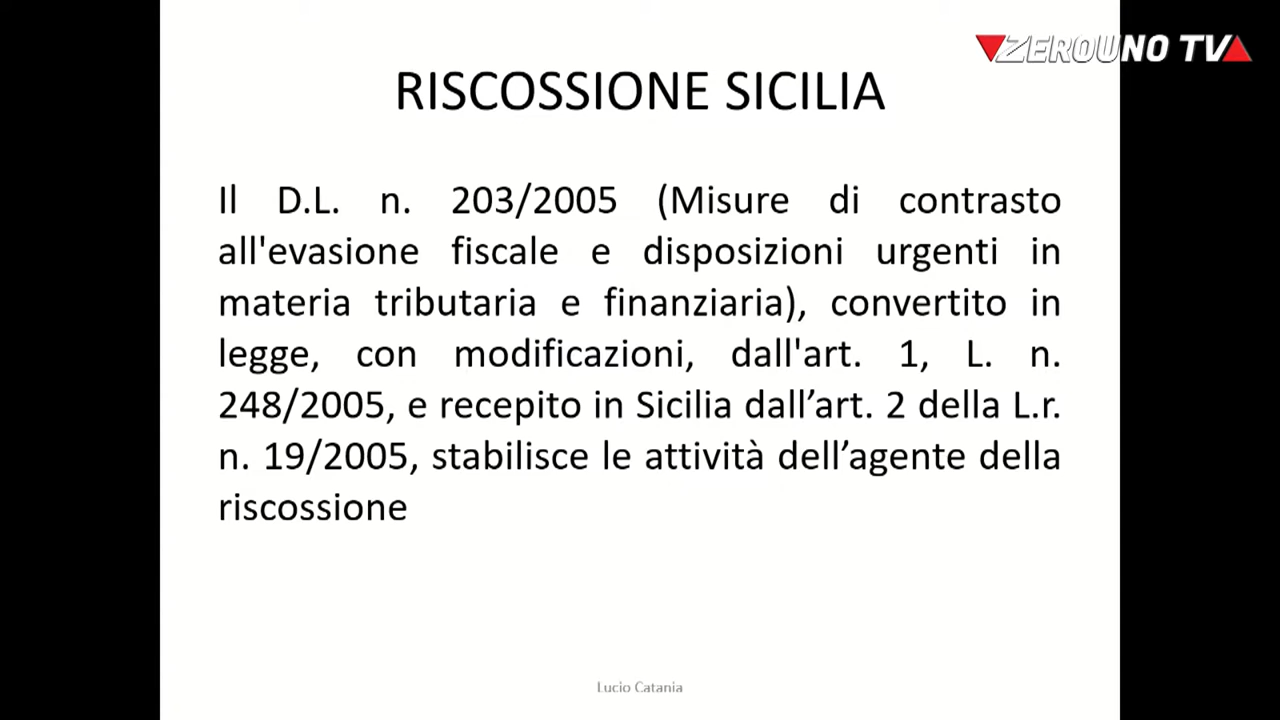 ZEROUNO TV
RISCOSSIONE SICILIA
Il D.L. n. 203/2005 (Misure di contrasto
all'evasione fiscale e disposizioni urgenti in
materia tributaria e finanziaria), convertito in
legge, con modificazioni, dall'art. 1, L. n.
248/2005, e recepito in Sicilia dall’art. 2 della L.r.
n. 19/2005, stabilisce le attività dell’agente della
riscossione
Lucio Catania